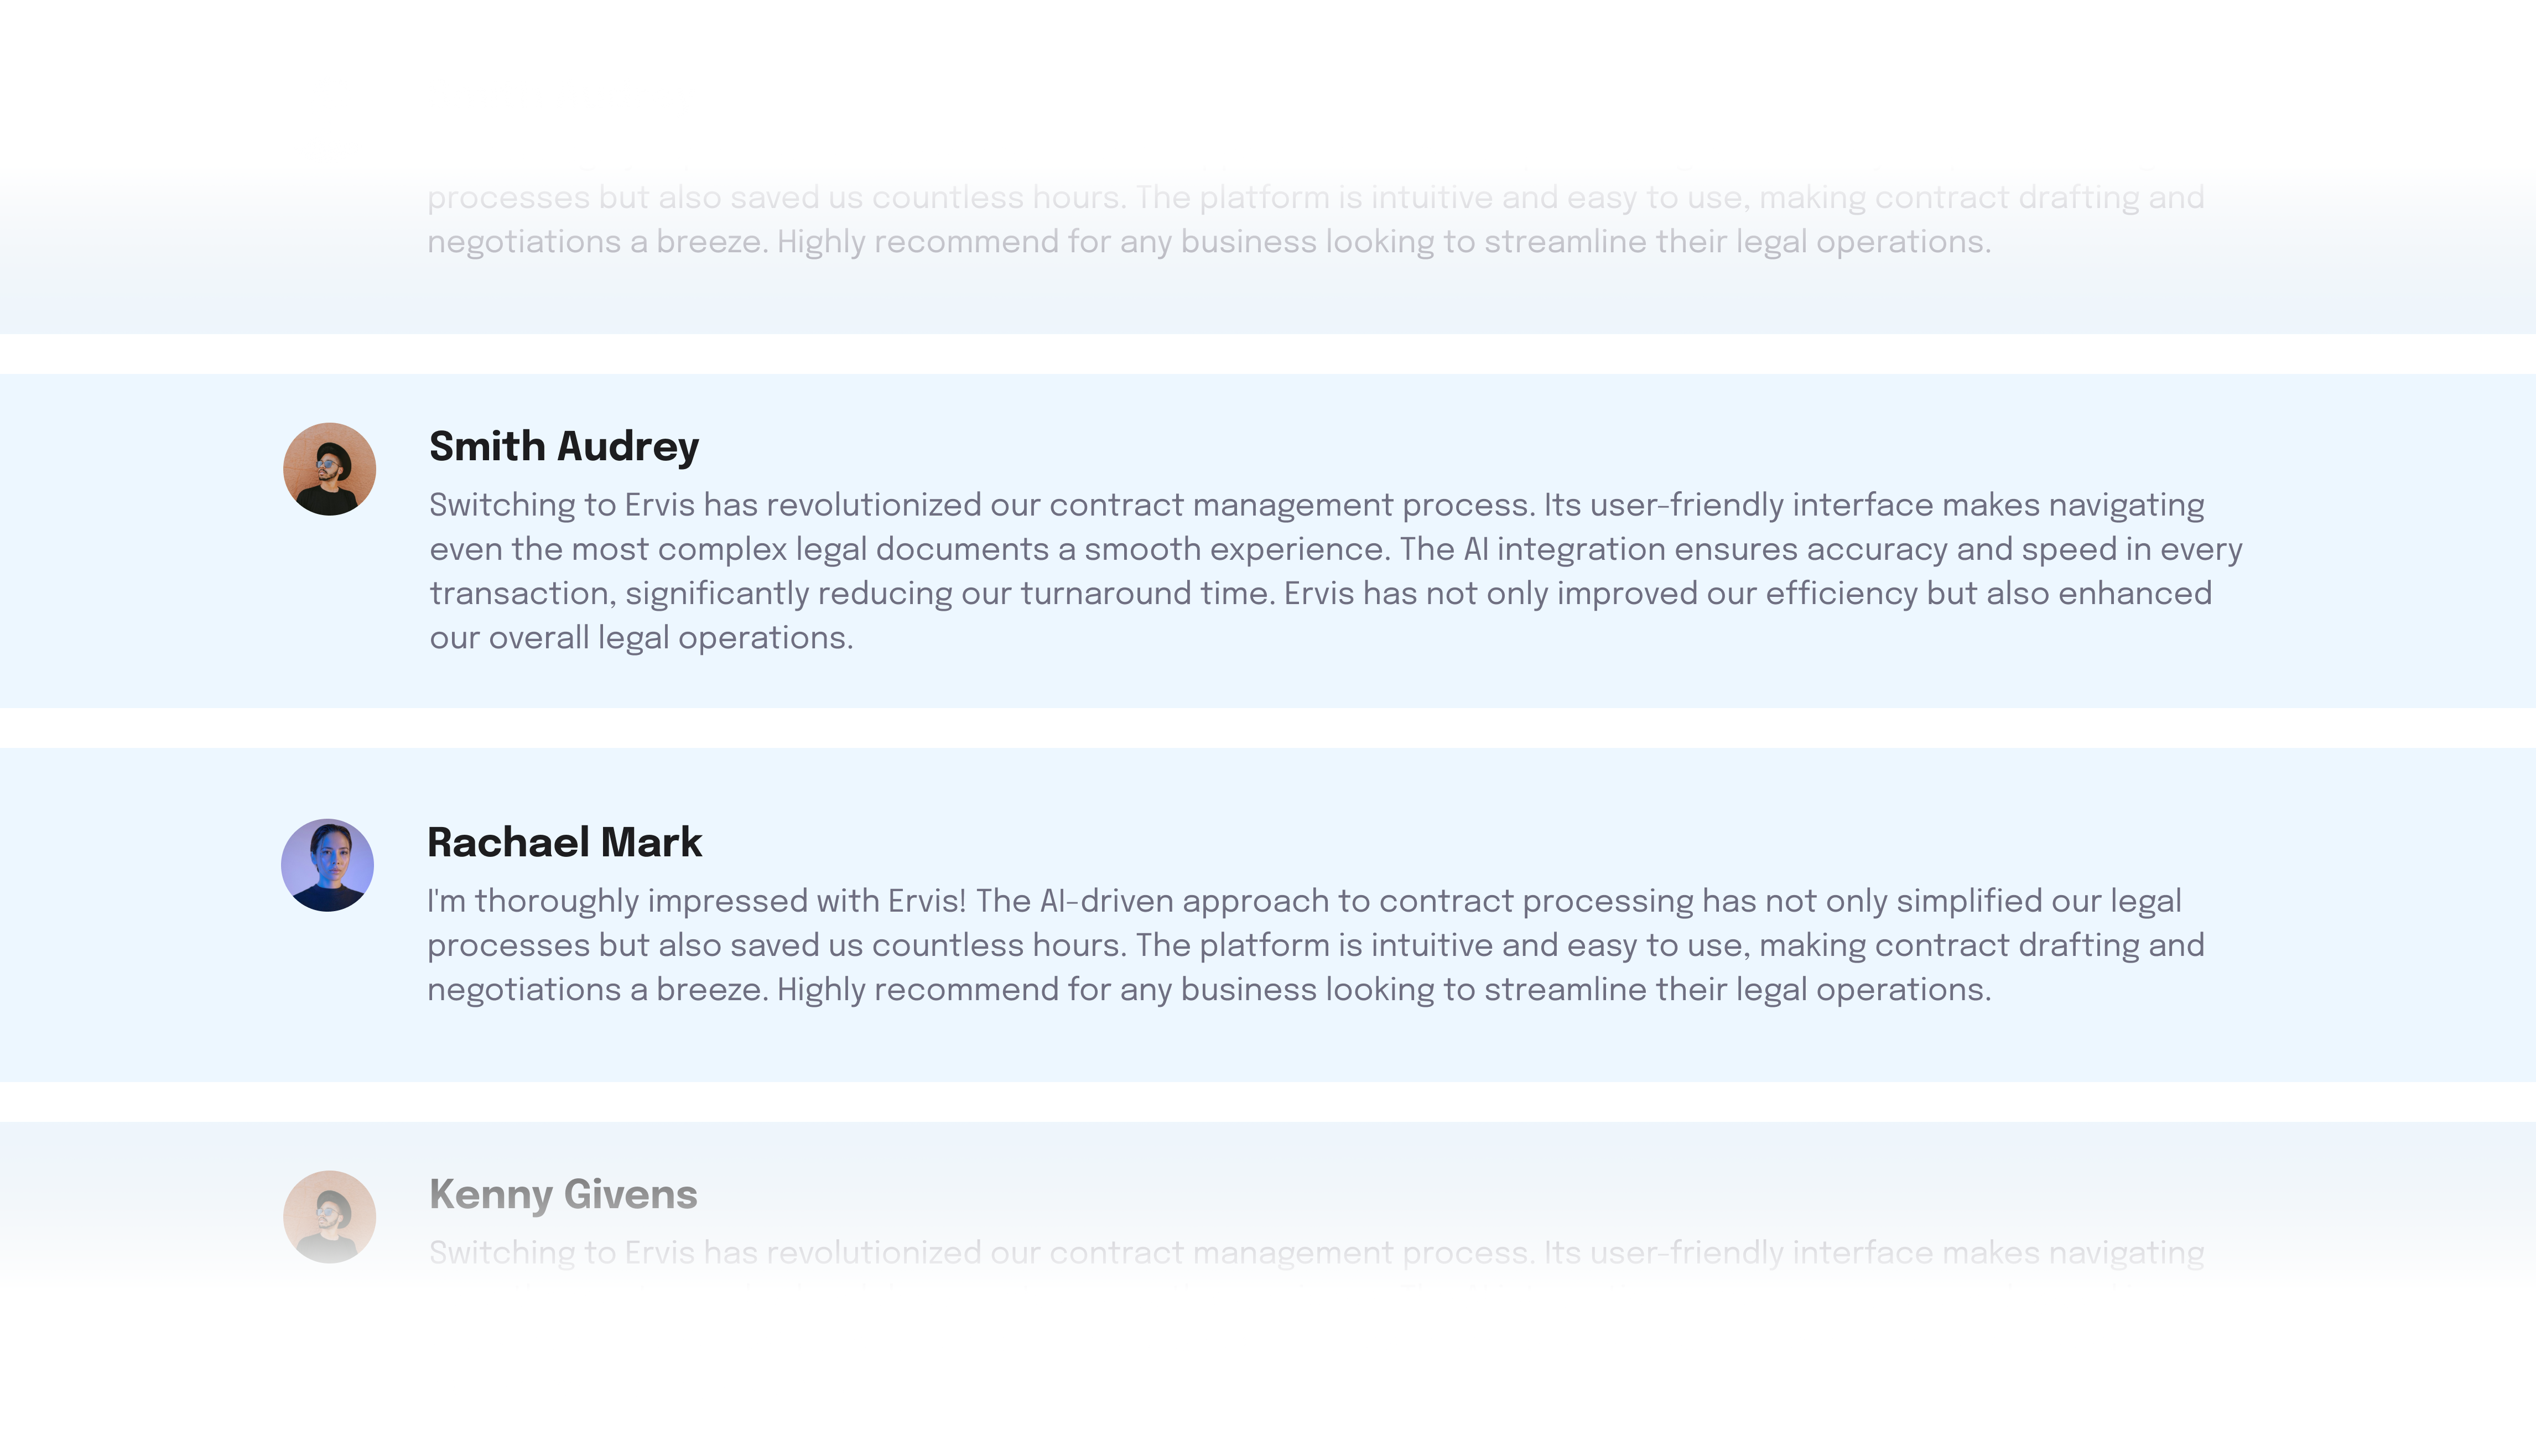 processes but also saved us countless hours. The platform is intuitive and easy to use, making contract drafting and
negotiations a breeze. Highly recommend for any business looking to streamline their legal operations.
Smith Audrey
Switching to Ervis has revolutionized our contract management process. Its user-friendly interface makes navigating
even the most complex legal documents a smooth experience. The AI integration ensures accuracy and speed in every
transaction, significantly reducing our turnaround time. Ervis has not only improved our efficiency but also enhanced
our overall legal operations.
Rachael Mark
I'm thoroughly impressed with Ervis! The AI-driven approach to contract processing has not only simplified our legal
processes but also saved us countless hours. The platform is intuitive and easy to use, making contract drafting and
negotiations a breeze. Highly recommend for any business looking to streamline their legal operations.
Kenny Givens
Switching to Ervis has revolutionized our contract management process. Its user-friendly interface makes navigating